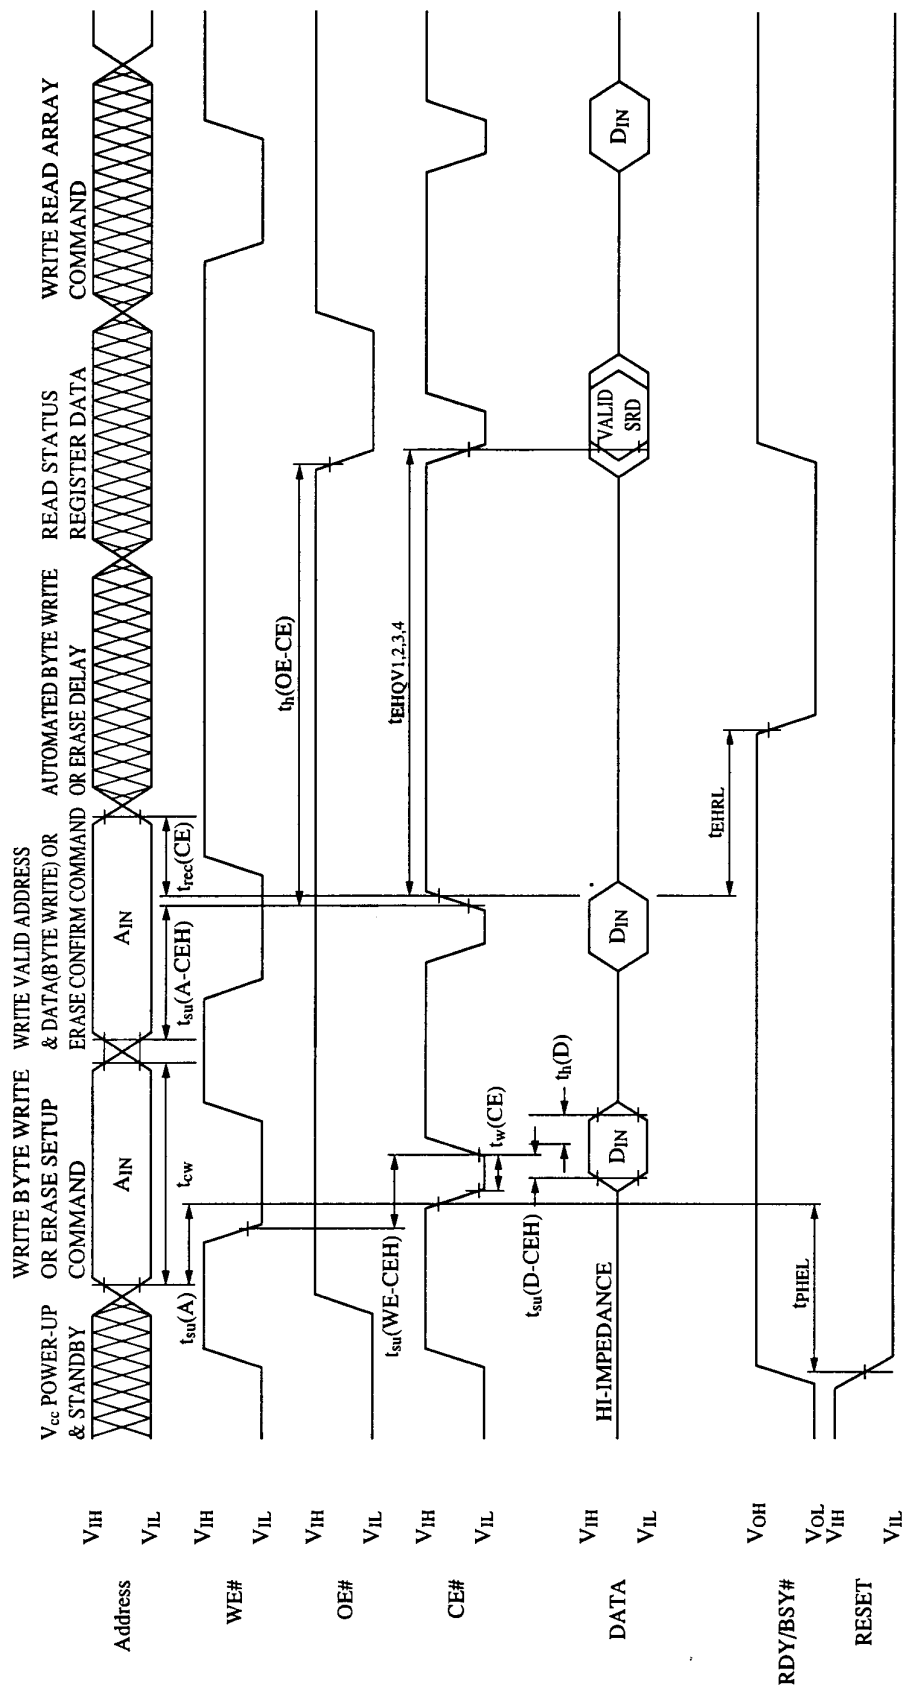 Vcc POWER-UP
& STANDBY
WRITE BYTE WRITE
OR ERASE SETUP
COMMAND
WRITE VALID ADDRESS
& DATA(BYTE WRITE) OR
ERASE CONFIRM COMMAND
AUTOMATED BYTE WRITE
OR ERASE DELAY
READ STATUS
REGISTER DATA
WRITE READ ARRAY
COMMAND
Address
VIH
VIL
AIN
AIN
tsu(A)
tcw
tsu(A-CEH)
trec(CE)
WE#
VIH
VIL
OE#
VIH
VIL
th(OE-CE)
tsu(WE-CEH)
CE#
VIH
VIL
tEHQV1,2,3,4
tw(CE)
tsu(D-CEH)
th(D)
DATA
VIH
VIL
HI-IMPEDANCE
DIN
DIN
VALID
SRD
DIN
tEHRL
RDY/BSY#
VOH
VOL
tPHEL
RESET
VIH
VIL